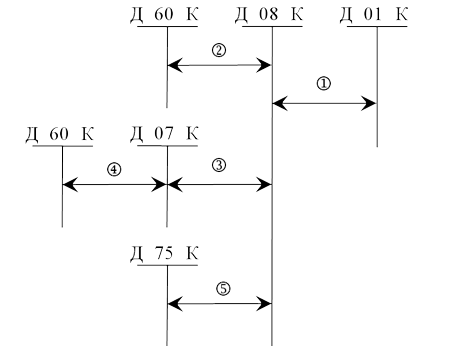 Д 60 К Д 08 К Д 01 К
②
①
Д 60 К Д 07 К
④ ③
Д 75 К
⑤